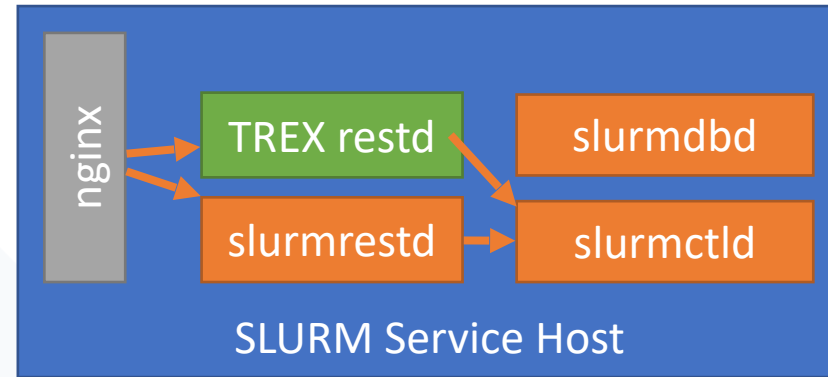 nginx
TREX restd
slurmdbd
slurmrestd
slurmctld
SLURM Service Host